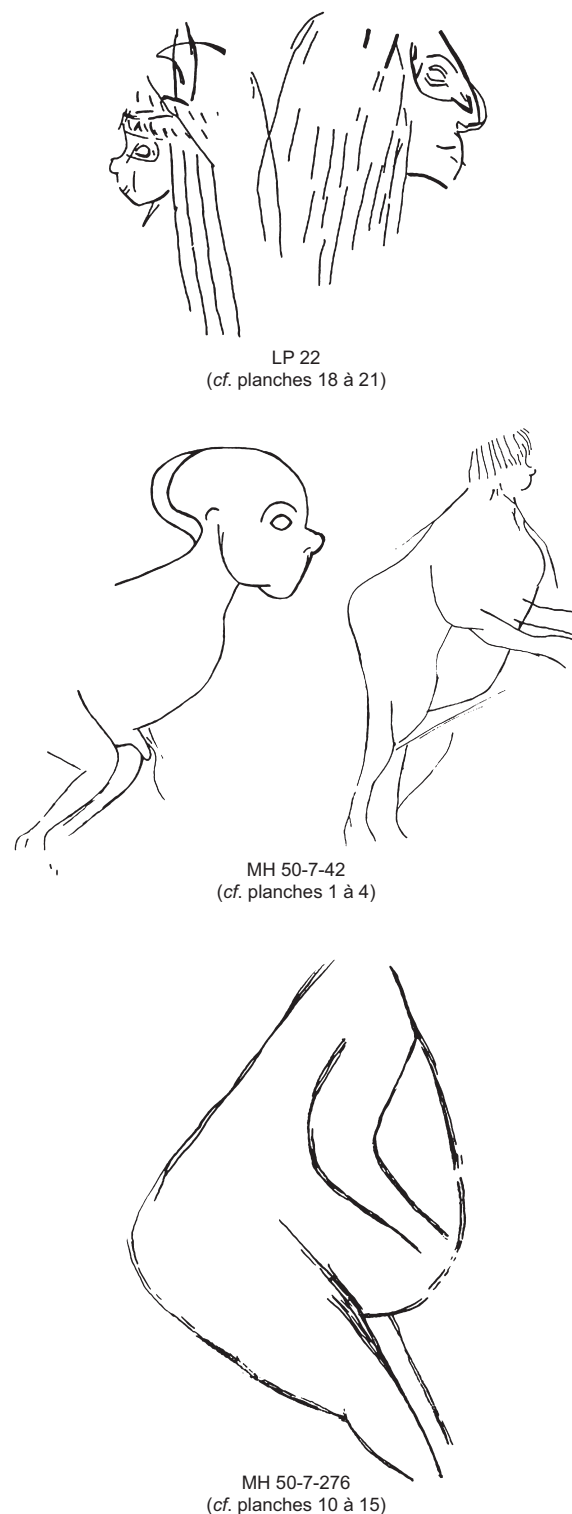 LP 22
(cf. planches 18 à 21)
MH 50-7-42
(cf. planches 1 à 4)
MH 50-7-276
(cf. planches 10 à 15)